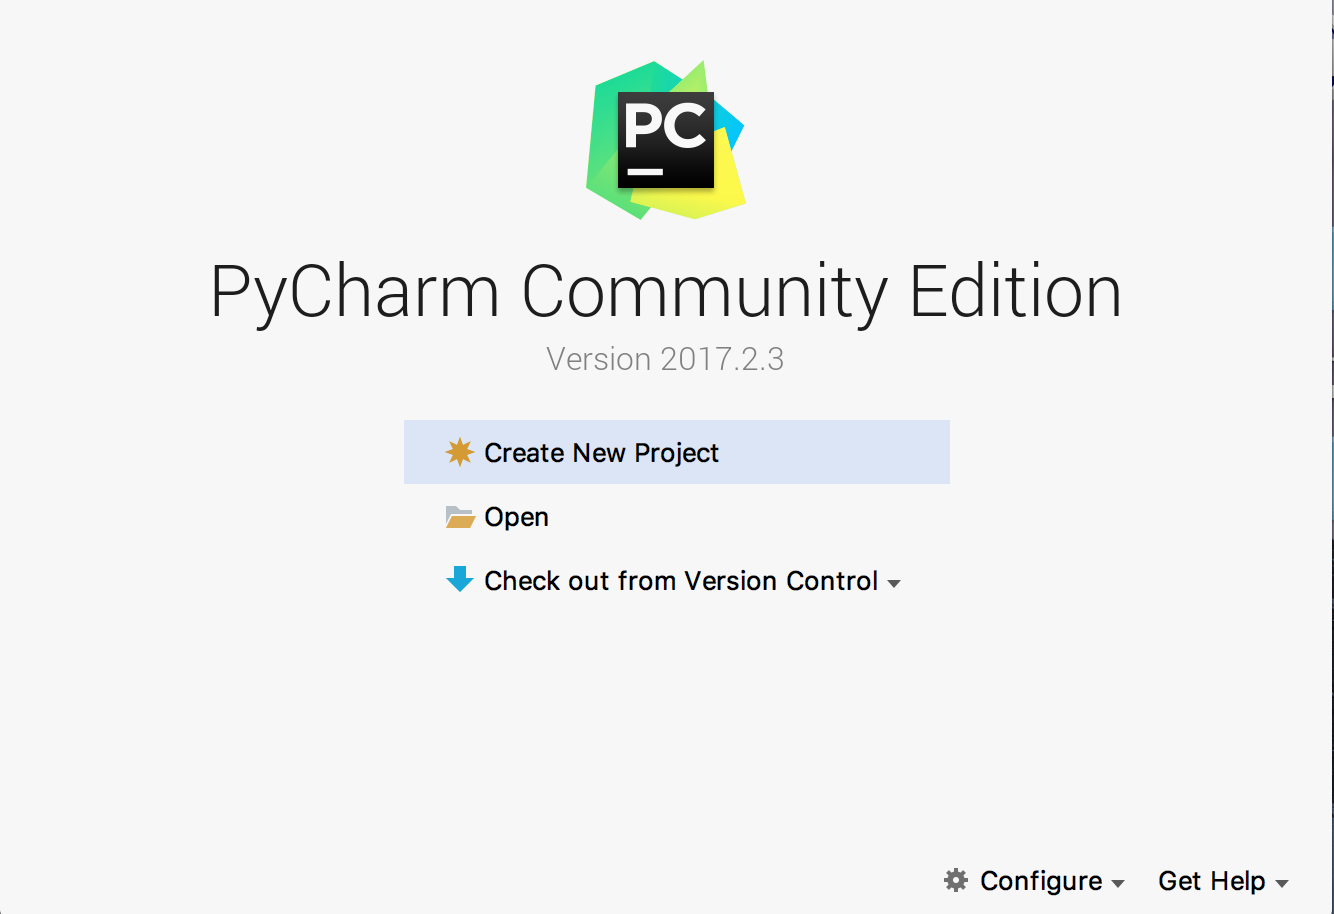 PC
PyCharm Community Edition
Version 2017.2.3
Create New Project
Open
Check out from Version Control
Configure
Get Help